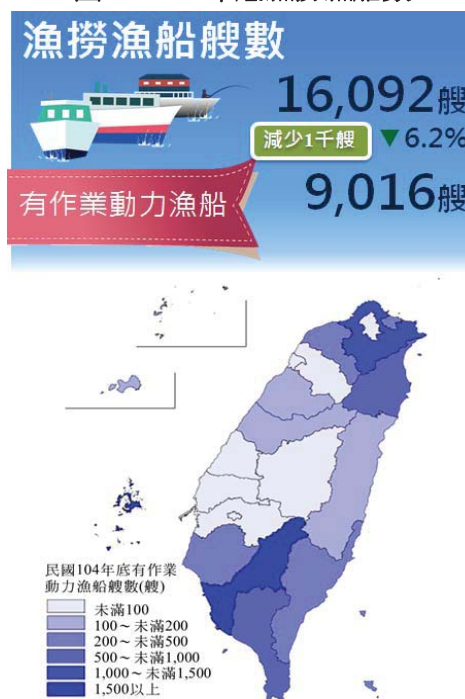 漁撈漁船艘數
16,092艘
減少1千艘 ▼6.2%
有作業動力漁船 9,016艘
民國104年底有作業
動力漁船艘數(艘)
未滿100
100～未滿200
200～未滿500
500～未滿1,000
1,000～未滿1,500
1,500以上